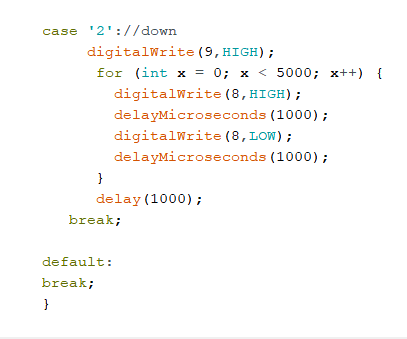 case '2'://down
digitalWrite(9,HIGH);
for (int x = 0; x < 5000; x++) {
digitalWrite(8,HIGH);
delayMicroseconds(1000);
digitalWrite(8,LOW);
delayMicroseconds(1000);
}
delay(1000);
break;
default:
break;
}